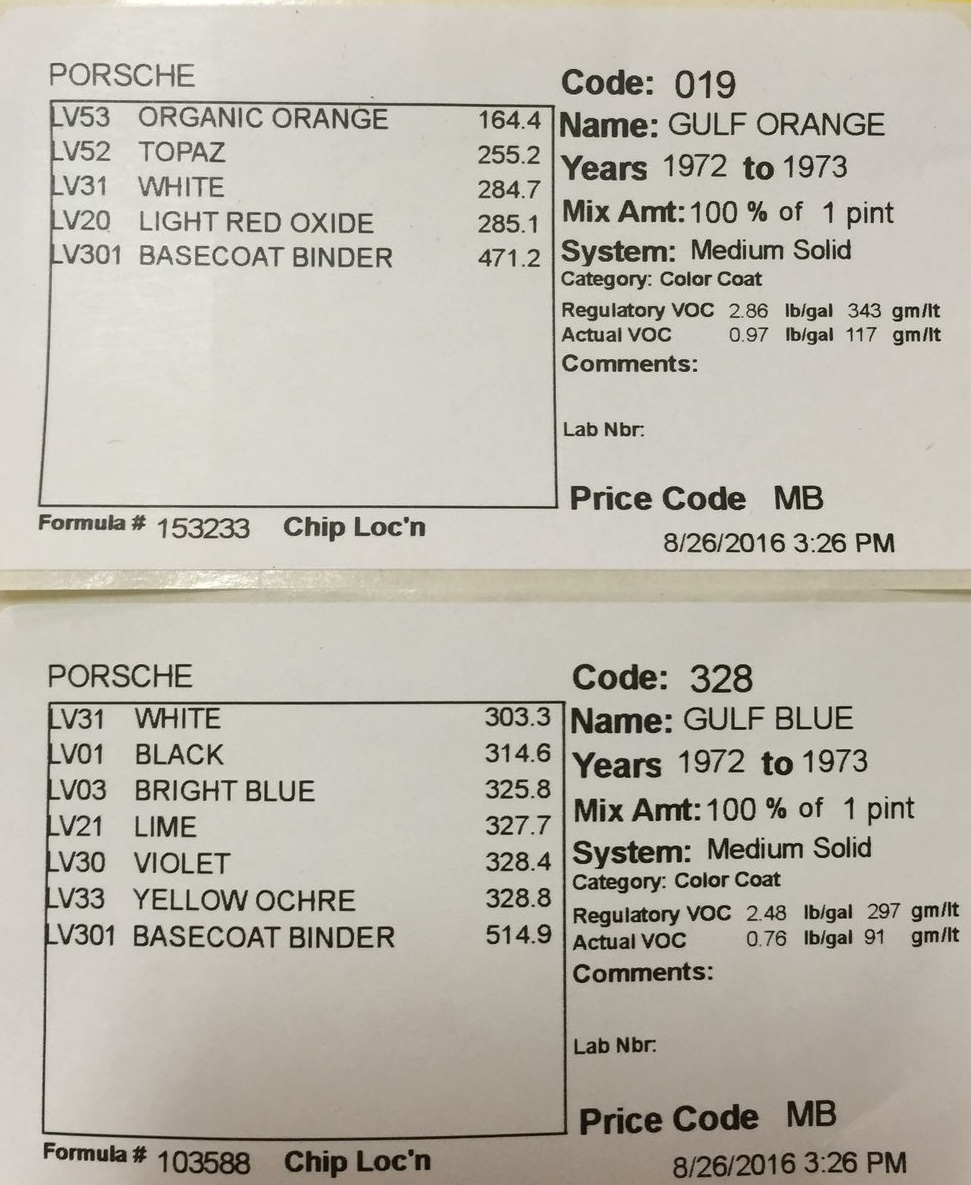 PORSCHE
Code: 019
LV53 ORGANIC ORANGE 164.4
Name: GULF ORANGE
LV52 TOPAZ 255.2
Years 1972 to 1973
LV31 WHITE 284.7
Mix Amt: 100 % of 1 pint
LV20 LIGHT RED OXIDE 285.1
System: Medium Solid
LV301 BASECOAT BINDER 471.2
Category: Color Coat
Regulatory VOC 2.86 lb/gal 343 gm/lt
Actual VOC 0.97 lb/gal 117 gm/lt
Comments:
Lab Nbr:
Price Code MB
Formula # 153233 Chip Loc'n
8/26/2016 3:26 PM
PORSCHE
Code: 328
LV31 WHITE 303.3
Name: GULF BLUE
LV01 BLACK 314.6
Years 1972 to 1973
LV03 BRIGHT BLUE 325.8
Mix Amt: 100 % of 1 pint
LV21 LIME 327.7
System: Medium Solid
LV30 VIOLET 328.4
Category: Color Coat
LV33 YELLOW OCHRE 328.8
Regulatory VOC 2.48 lb/gal 297 gm/lt
LV301 BASECOAT BINDER 514.9
Actual VOC 0.76 lb/gal 91 gm/lt
Comments:
Lab Nbr:
Price Code MB
Formula # 103588 Chip Loc'n
8/26/2016 3:26 PM